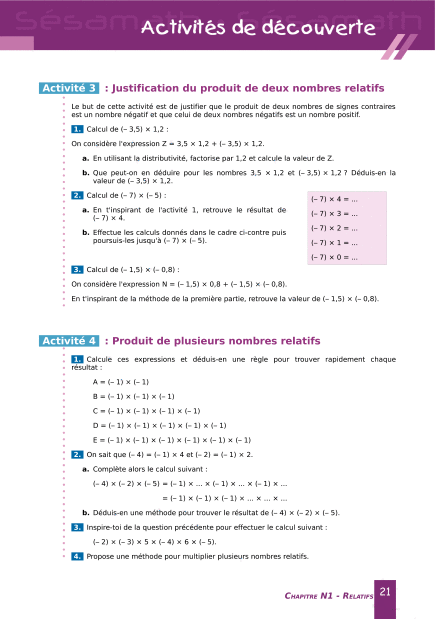 Sésamath Sésamath
Activités de découverte
Activité 3 : Justification du produit de deux nombres relatifs
Le but de cette activité est de justifier que le produit de deux nombres de signes contraires
est un nombre négatif et que celui de deux nombres négatifs est un nombre positif.
1. Calcul de (– 3,5) × 1,2 :
On considère l'expression Z = 3,5 × 1,2 + (– 3,5) × 1,2.
a. En utilisant la distributivité, factorise par 1,2 et calcule la valeur de Z.
b. Que peut-on en déduire pour les nombres 3,5 × 1,2 et (– 3,5) × 1,2 ? Déduis-en la
valeur de (– 3,5) × 1,2.
2. Calcul de (– 7) × (– 5) :
a. En t'inspirant de l'activité 1, retrouve le résultat de
(– 7) × 4.
b. Effectue les calculs donnés dans le cadre ci-contre puis
poursuis-les jusqu'à (– 7) × (– 5).
(– 7) × 4 = ...
(– 7) × 3 = ...
(– 7) × 2 = ...
(– 7) × 1 = ...
(– 7) × 0 = ...
3. Calcul de (– 1,5) × (– 0,8) :
On considère l'expression N = (– 1,5) × 0,8 + (– 1,5) × (– 0,8).
En t'inspirant de la méthode de la première partie, retrouve la valeur de (– 1,5) × (– 0,8).
Activité 4 : Produit de plusieurs nombres relatifs
1. Calcule ces expressions et déduis-en une règle pour trouver rapidement chaque
résultat :
A = (– 1) × (– 1)
B = (– 1) × (– 1) × (– 1)
C = (– 1) × (– 1) × (– 1) × (– 1)
D = (– 1) × (– 1) × (– 1) × (– 1) × (– 1)
E = (– 1) × (– 1) × (– 1) × (– 1) × (– 1) × (– 1)
2. On sait que (– 4) = (– 1) × 4 et (– 2) = (– 1) × 2.
a. Complète alors le calcul suivant :
(– 4) × (– 2) × (– 5) = (– 1) × ... × (– 1) × ... × (– 1) × ...
= (– 1) × (– 1) × (– 1) × ... × ... × ...
b. Déduis-en une méthode pour trouver le résultat de (– 4) × (– 2) × (– 5).
3. Inspire-toi de la question précédente pour effectuer le calcul suivant :
(– 2) × (– 3) × 5 × (– 4) × 6 × (– 5).
4. Propose une méthode pour multiplier plusieurs nombres relatifs.
Chapitre N1 - Relatifs 21